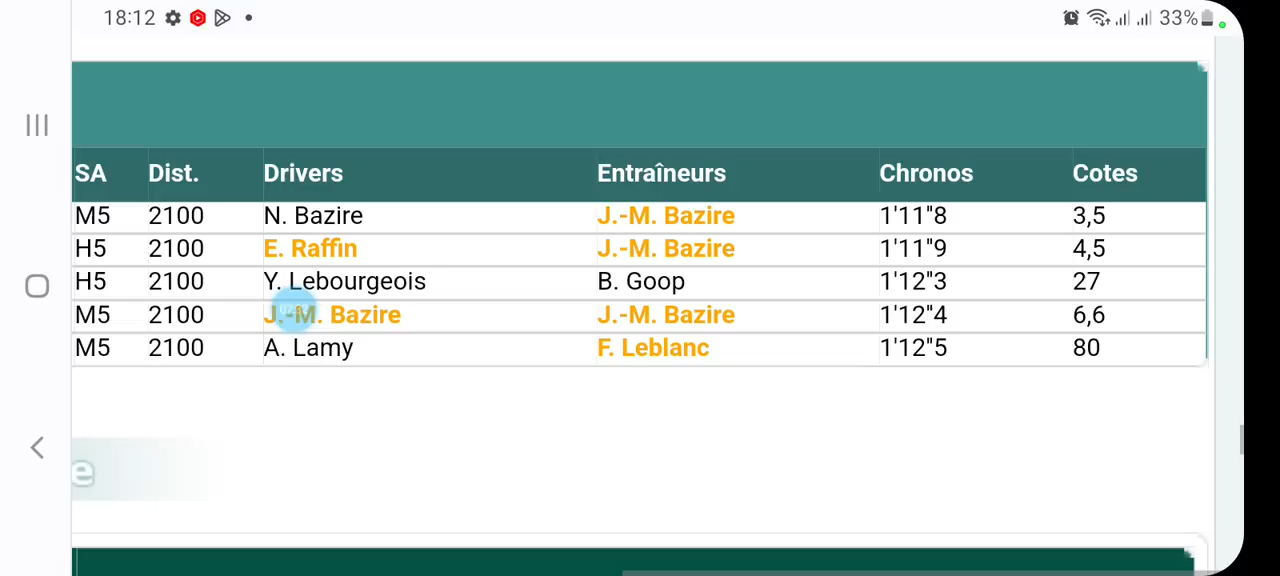 18:12 33%
SA Dist. Drivers Entraîneurs Chronos Cotes
M5 2100 N. Bazire J.-M. Bazire 1'11"8 3,5
H5 2100 E. Raffin J.-M. Bazire 1'11"9 4,5
H5 2100 Y. Lebourgeois B. Goop 1'12"3 27
M5 2100 J.-M. Bazire J.-M. Bazire 1'12"4 6,6
M5 2100 A. Lamy F. Leblanc 1'12"5 80
e